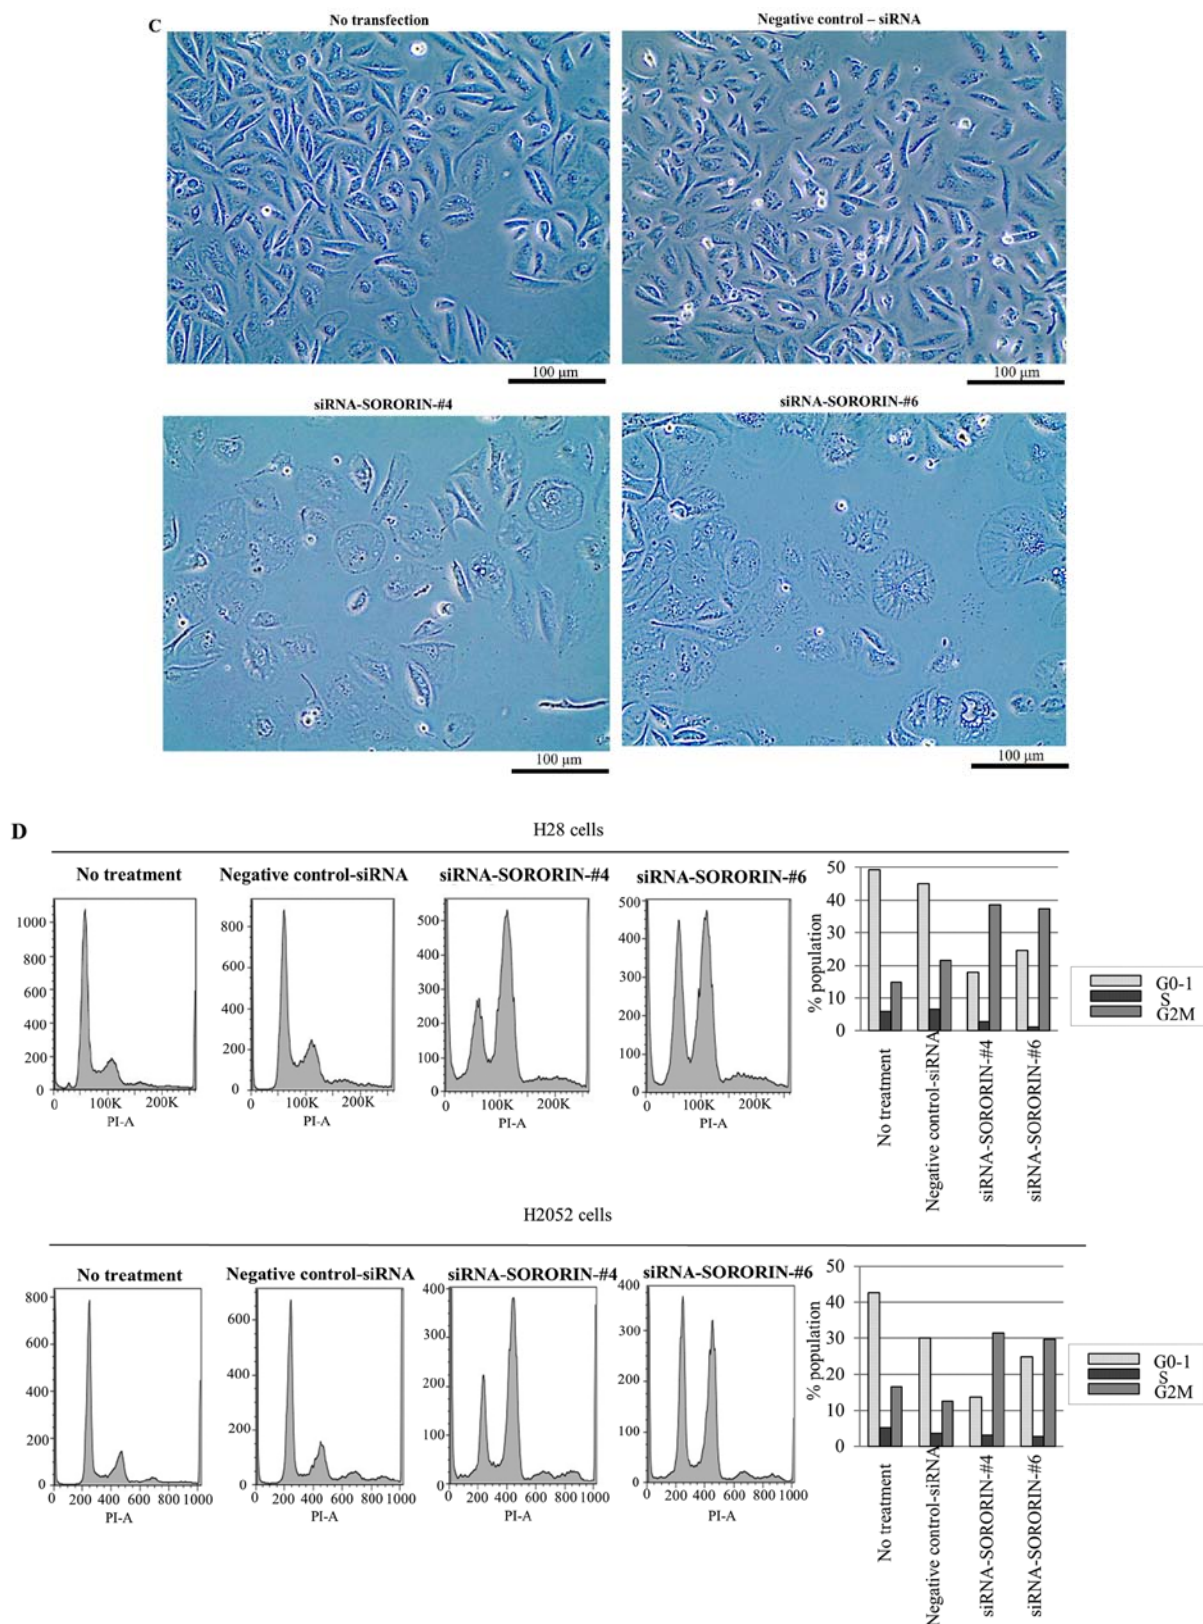 C
No transfection
Negative control – siRNA
100 µm
100 µm
siRNA-SORORIN-#4
siRNA-SORORIN-#6
100 µm
100 µm
D
H28 cells
No treatment
Negative control-siRNA
siRNA-SORORIN-#4
siRNA-SORORIN-#6
1000
800
600
400
200
0
0
100K
200K
PI-A
800
600
400
200
0
0
100K
200K
PI-A
500
400
300
200
100
0
0
100K
200K
PI-A
500
400
300
200
100
0
0
100K
200K
PI-A
% population
50
40
30
20
10
0
No treatment
Negative control-siRNA
siRNA-SORORIN-#4
siRNA-SORORIN-#6
G0-1
S
G2M
H2052 cells
No treatment
Negative control-siRNA
siRNA-SORORIN-#4
siRNA-SORORIN-#6
800
600
400
200
0
0 200 400 600 800 1000
PI-A
600
400
200
0
0 200 400 600 800 1000
PI-A
400
300
200
100
0
0 200 400 600 800 1000
PI-A
400
300
200
100
0
0 200 400 600 800 1000
PI-A
% population
50
40
30
20
10
0
No treatment
Negative control-siRNA
siRNA-SORORIN-#4
siRNA-SORORIN-#6
G0-1
S
G2M